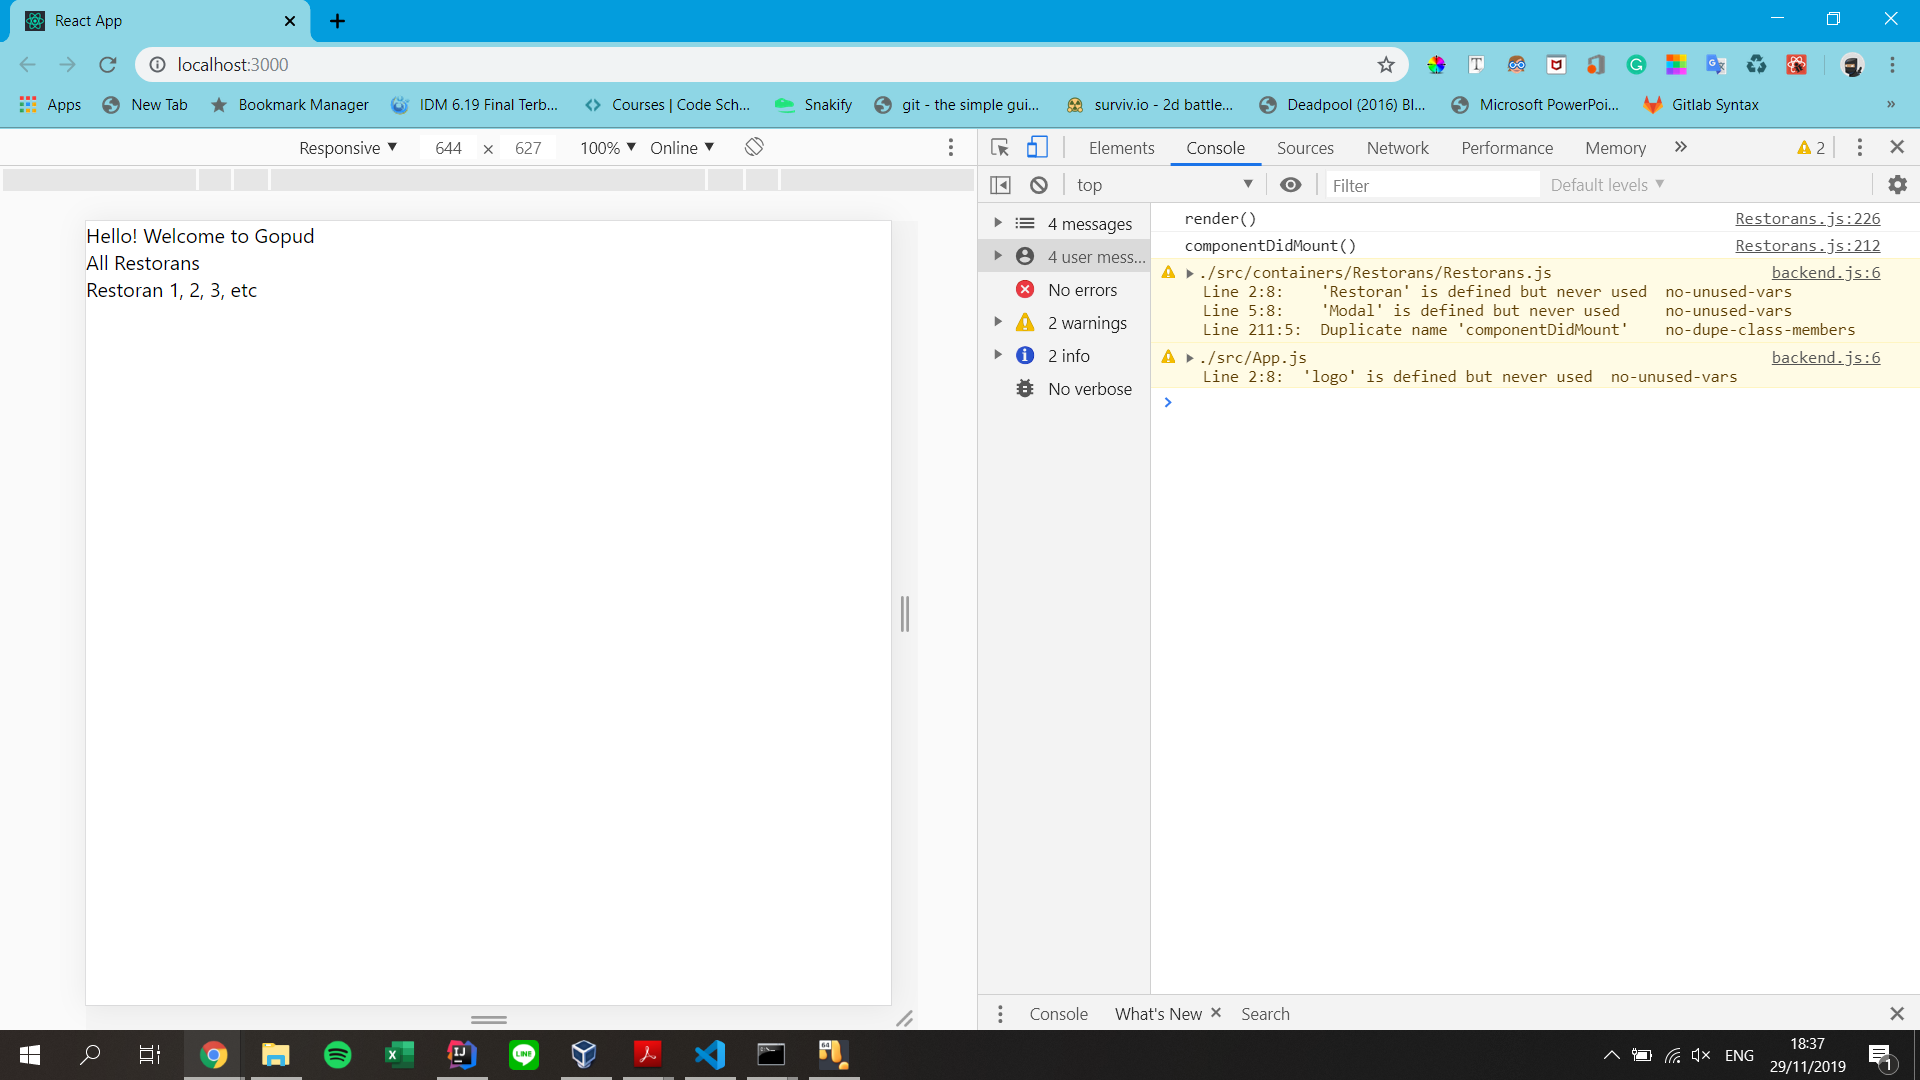 React App
localhost:3000
Apps New Tab Bookmark Manager IDM 6.19 Final Terb... Courses | Code Sch... Snakify git - the simple gui... surviv.io - 2d battle... Deadpool (2016) Bl... Microsoft PowerPoi... Gitlab Syntax »
Responsive 644 × 627 100% Online
Elements Console Sources Network Performance Memory » 2
top Filter Default levels
Hello! Welcome to Gopud
All Restorans
Restoran 1, 2, 3, etc
4 messages
4 user mess...
No errors
2 warnings
2 info
No verbose
render() Restorans.js:226
componentDidMount() Restorans.js:212
./src/containers/Restorans/Restorans.js backend.js:6
Line 2:8: 'Restoran' is defined but never used no-unused-vars
Line 5:8: 'Modal' is defined but never used no-unused-vars
Line 211:5: Duplicate name 'componentDidMount' no-dupe-class-members
./src/App.js backend.js:6
Line 2:8: 'logo' is defined but never used no-unused-vars
Console What's New Search
ENG
18:37
29/11/2019
1